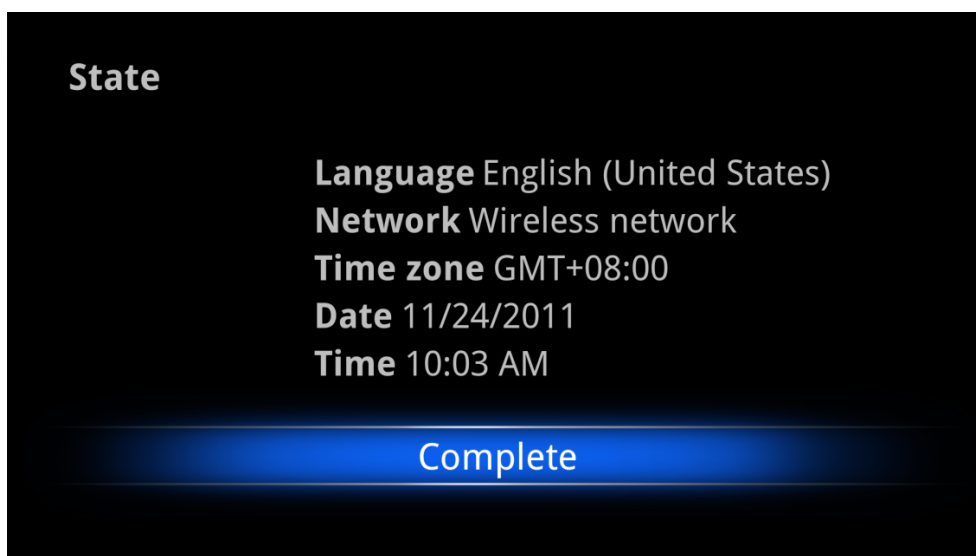 State
Language English (United States)
Network Wireless network
Time zone GMT+08:00
Date 11/24/2011
Time 10:03 AM
Complete